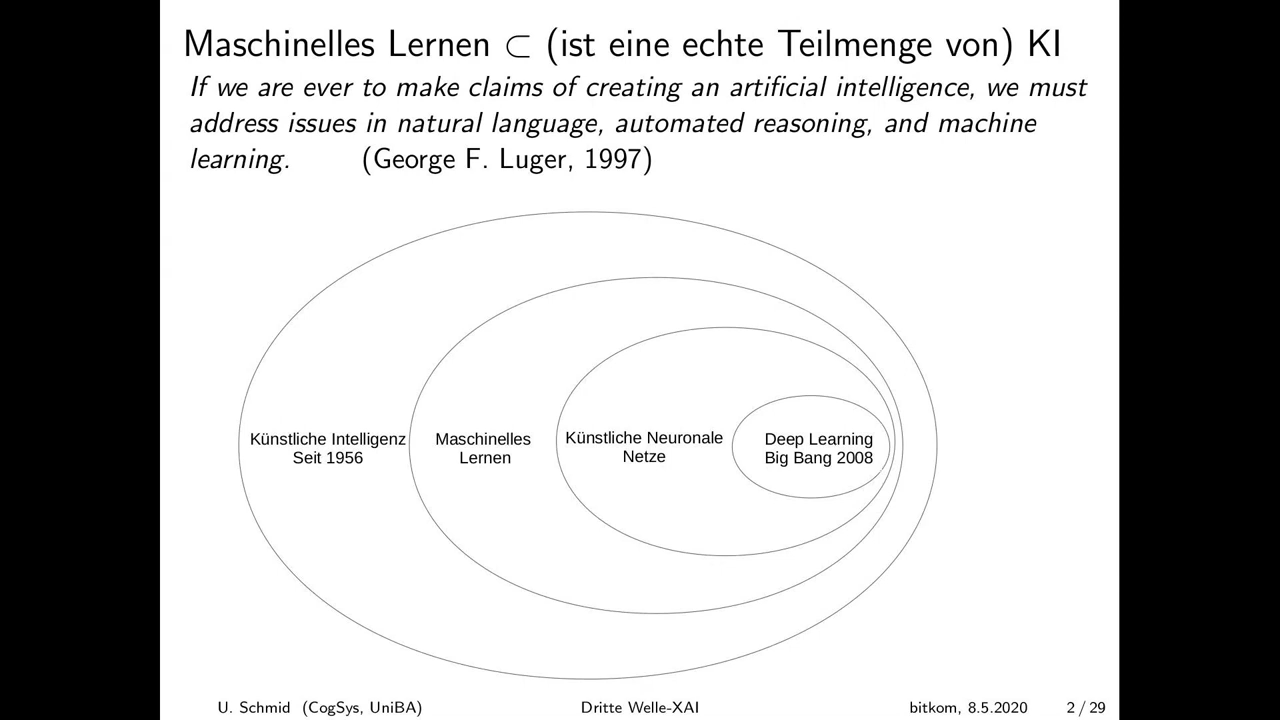 Maschinelles Lernen ⊂ (ist eine echte Teilmenge von) KI
If we are ever to make claims of creating an artificial intelligence, we must
address issues in natural language, automated reasoning, and machine
learning. (George F. Luger, 1997)
Künstliche Intelligenz
Seit 1956
Maschinelles
Lernen
Künstliche Neuronale
Netze
Deep Learning
Big Bang 2008
U. Schmid (CogSys, UniBA) Dritte Welle-XAI bitkom, 8.5.2020 2 / 29